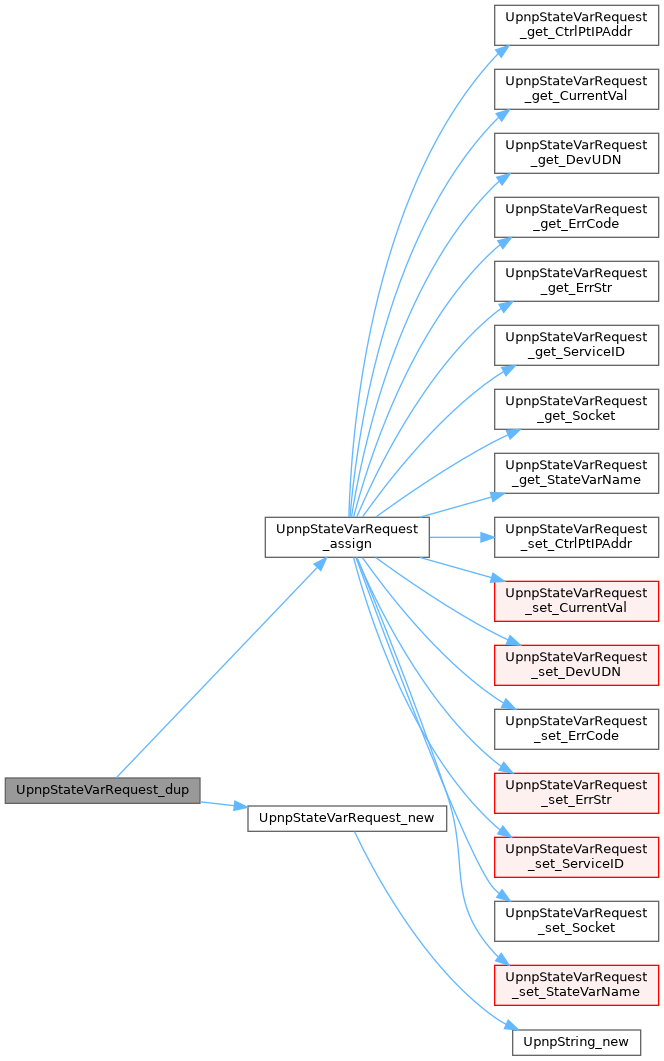 UpnpStateVarRequest
_get_CtrlPtIPAddr
UpnpStateVarRequest
_get_CurrentVal
UpnpStateVarRequest
_get_DevUDN
UpnpStateVarRequest
_get_ErrCode
UpnpStateVarRequest
_get_ErrStr
UpnpStateVarRequest
_get_ServiceID
UpnpStateVarRequest
_get_Socket
UpnpStateVarRequest
_get_StateVarName
UpnpStateVarRequest
_assign
UpnpStateVarRequest
_set_CtrlPtIPAddr
UpnpStateVarRequest
_set_CurrentVal
UpnpStateVarRequest
_set_DevUDN
UpnpStateVarRequest
_set_ErrCode
UpnpStateVarRequest_dup
UpnpStateVarRequest
_set_ErrStr
UpnpStateVarRequest_new
UpnpStateVarRequest
_set_ServiceID
UpnpStateVarRequest
_set_Socket
UpnpStateVarRequest
_set_StateVarName
UpnpString_new